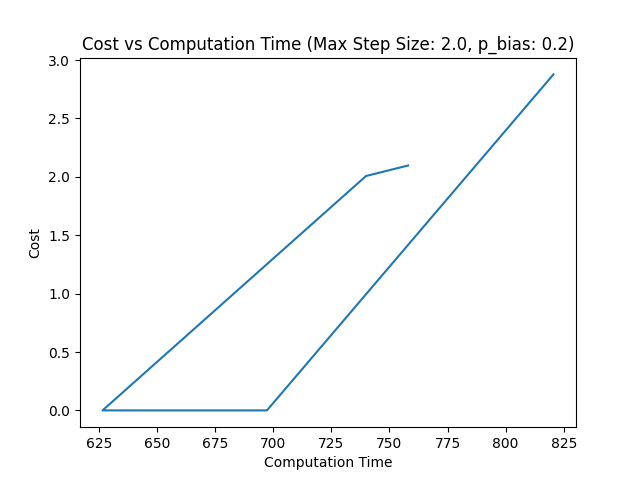 Cost vs Computation Time (Max Step Size: 2.0, p_bias: 0.2)
3.0
2.5
2.0
1.5
1.0
0.5
0.0
Cost
625 650 675 700 725 750 775 800 825
Computation Time